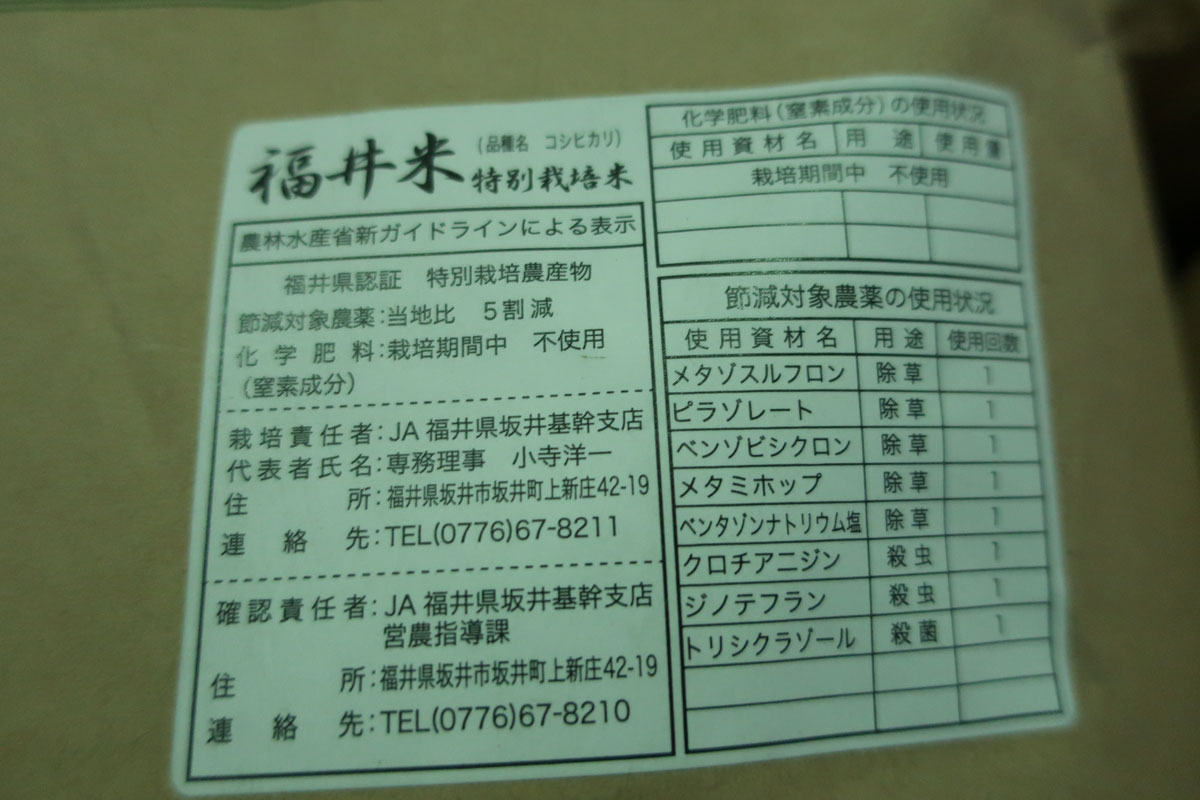 福井米 (品種名 コシヒカリ)
特別栽培米
農林水産省新ガイドラインによる表示
福井県認証 特別栽培農産物
節減対象農薬:当地比 5割減
化学肥料:栽培期間中 不使用
(窒素成分)
栽培責任者:JA 福井県坂井基幹支店
代表者氏名:専務理事 小寺洋一
住所:福井県坂井市坂井町上新庄42-19
連絡先:TEL(0776)67-8211
確認責任者:JA 福井県坂井基幹支店
営農指導課
住所:福井県坂井市坂井町上新庄42-19
連絡先:TEL(0776)67-8210
化学肥料(窒素成分)の使用状況
使用資材名 用途 使用量
栽培期間中 不使用
節減対象農薬の使用状況
使用資材名 用途 使用回数
メタゾスルフロン 除草 1
ピラゾレート 除草 1
ベンゾビシクロン 除草 1
メタミホップ 除草 1
ベンタゾンナトリウム塩 除草 1
クロチアニジン 殺虫 1
ジノテフラン 殺虫 1
トリシクラゾール 殺菌 1